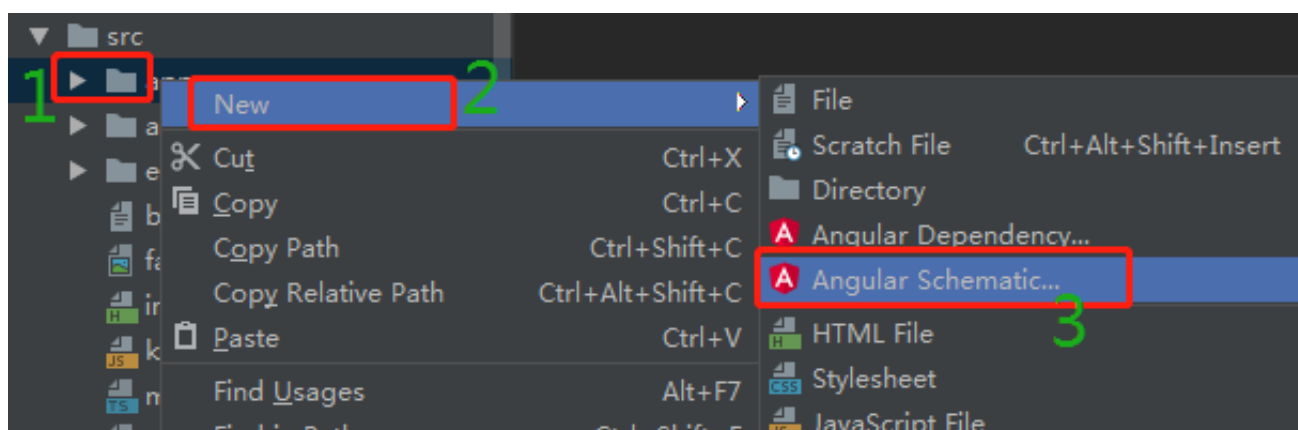 src
1
2
New
Cut Ctrl+X
Copy Ctrl+C
Copy Path Ctrl+Shift+C
Copy Relative Path Ctrl+Alt+Shift+C
Paste Ctrl+V
Find Usages Alt+F7
File
Scratch File Ctrl+Alt+Shift+Insert
Directory
Angular Dependency...
Angular Schematic...
3
HTML File
Stylesheet
JavaScript File